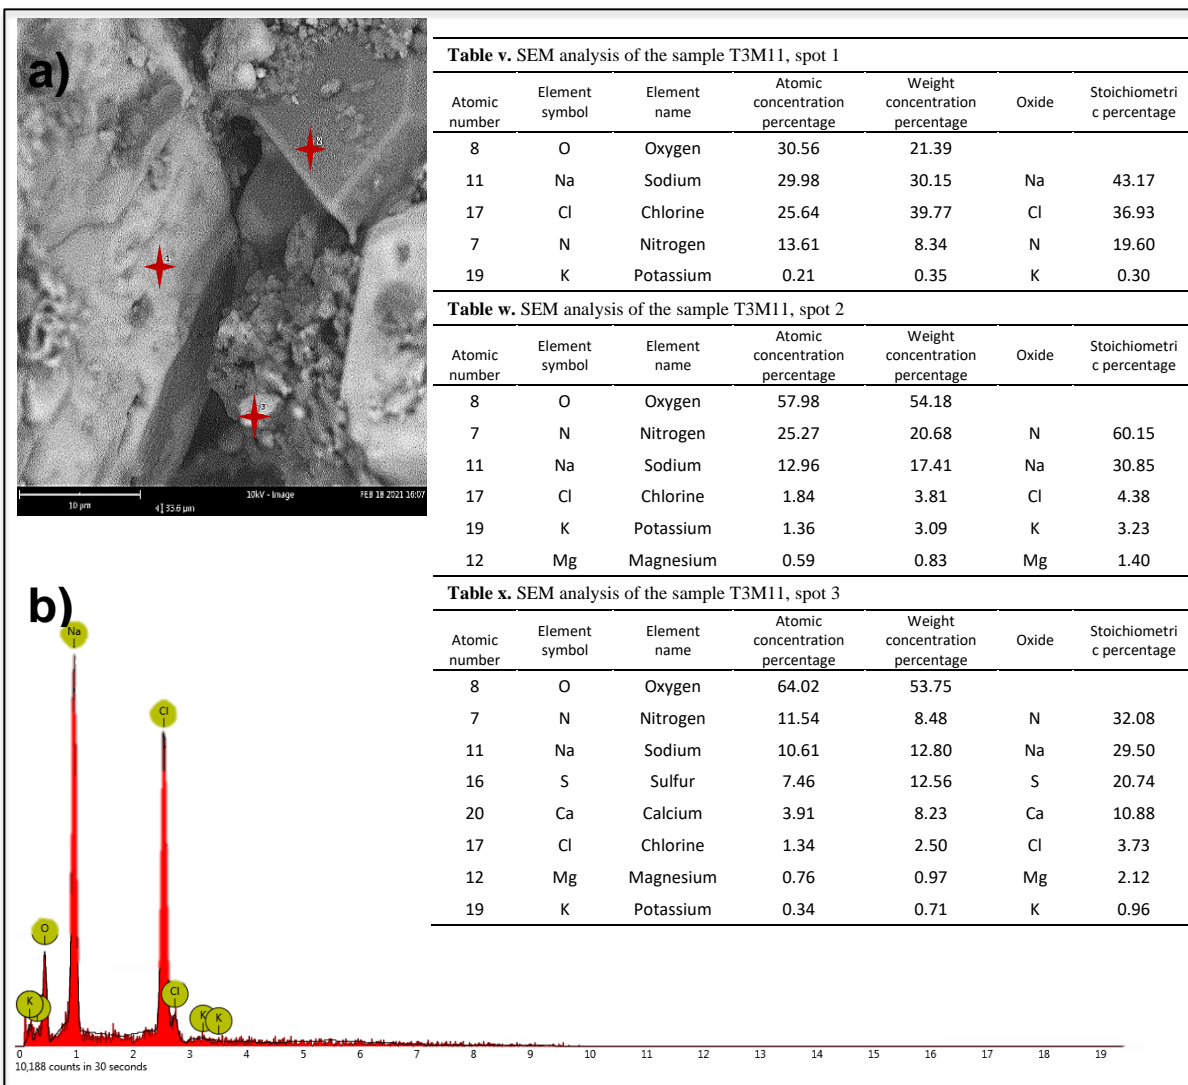 a)
1
3
10 µm
33.6 µm
10kV - Image
FEB 18 2021 16:07
Table v. SEM analysis of the sample T3M11, spot 1
Atomic number Element symbol Element name Atomic concentration percentage Weight concentration percentage Oxide Stoichiometri c percentage
8 O Oxygen 30.56 21.39
11 Na Sodium 29.98 30.15 Na 43.17
17 Cl Chlorine 25.64 39.77 Cl 36.93
7 N Nitrogen 13.61 8.34 N 19.60
19 K Potassium 0.21 0.35 K 0.30
Table w. SEM analysis of the sample T3M11, spot 2
Atomic number Element symbol Element name Atomic concentration percentage Weight concentration percentage Oxide Stoichiometri c percentage
8 O Oxygen 57.98 54.18
7 N Nitrogen 25.27 20.68 N 60.15
11 Na Sodium 12.96 17.41 Na 30.85
17 Cl Chlorine 1.84 3.81 Cl 4.38
19 K Potassium 1.36 3.09 K 3.23
12 Mg Magnesium 0.59 0.83 Mg 1.40
Table x. SEM analysis of the sample T3M11, spot 3
Atomic number Element symbol Element name Atomic concentration percentage Weight concentration percentage Oxide Stoichiometri c percentage
8 O Oxygen 64.02 53.75
7 N Nitrogen 11.54 8.48 N 32.08
11 Na Sodium 10.61 12.80 Na 29.50
16 S Sulfur 7.46 12.56 S 20.74
20 Ca Calcium 3.91 8.23 Ca 10.88
17 Cl Chlorine 1.34 2.50 Cl 3.73
12 Mg Magnesium 0.76 0.97 Mg 2.12
19 K Potassium 0.34 0.71 K 0.96
b)
Na
Cl
O
K
Cl
K
K
0 1 2 3 4 5 6 7 8 9 10 11 12 13 14 15 16 17 18 19
10,188 counts in 30 seconds